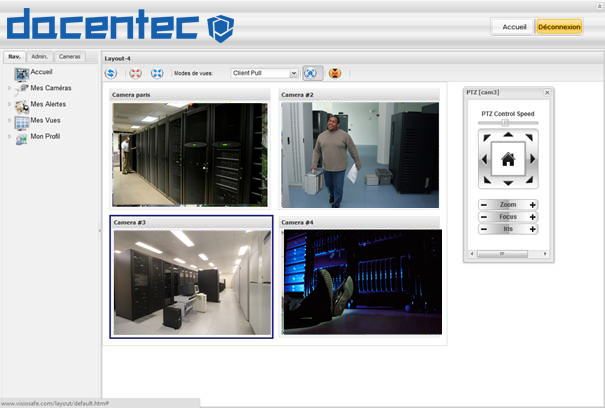 dacentec
Accueil
Déconnexion
Nav.
Admin.
Cameras
Layout-4
Modes de vues:
Client Pull
Accueil
Mes Caméras
Mes Alertes
Mes Vues
Mon Profil
Camera paris
Camera #2
Camera #3
Camera #4
PTZ [cam3]
PTZ Control Speed
Zoom
Focus
Iris
www.visiosafe.com/layout/default.htm#